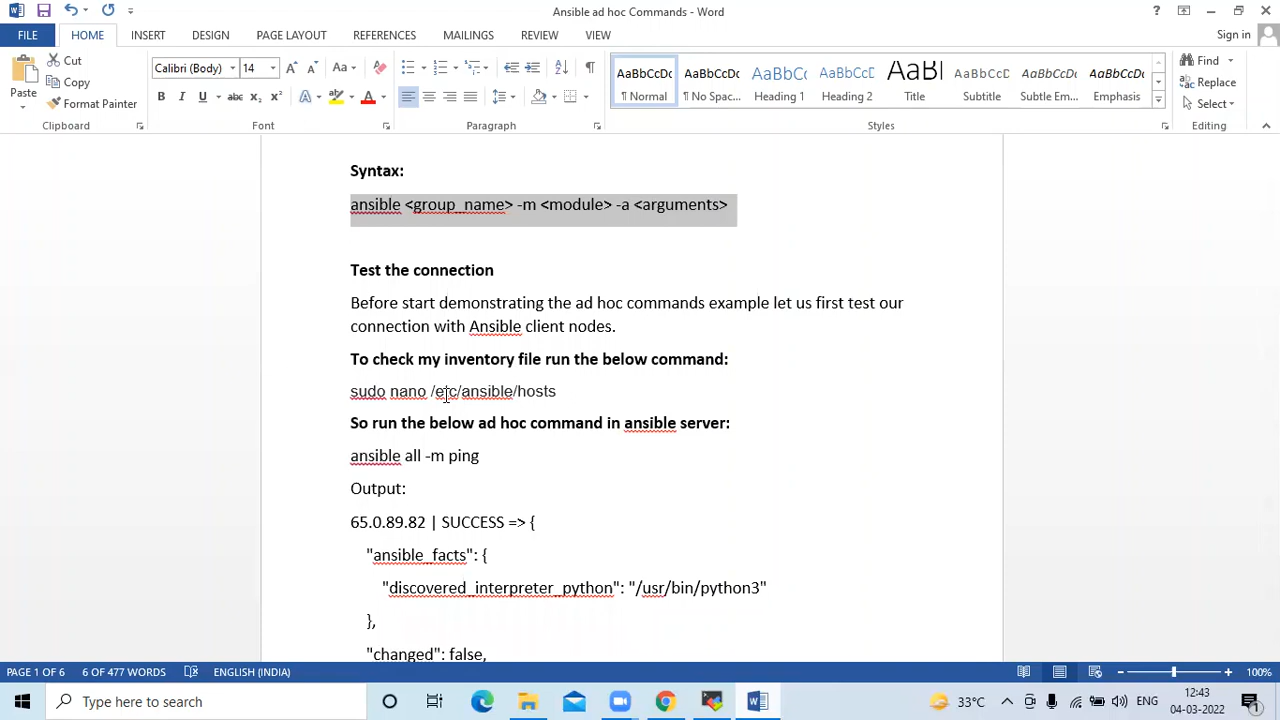 Ansible ad hoc Commands - Word
?
FILE HOME INSERT DESIGN PAGE LAYOUT REFERENCES MAILINGS REVIEW VIEW Sign in
Paste
Cut
Copy
Format Painter
Clipboard
Calibri (Body) 14
Font
Paragraph
AaBbCcDc AaBbCcDc AaBbCc AaBbCcE AaBl AaBbCcD AaBbCcDc AaBbCcDc
¶ Normal ¶ No Spac... Heading 1 Heading 2 Title Subtitle Subtle Em... Emphasis
Styles
Find
Replace
Select
Editing
Syntax:
ansible <group_name> -m <module> -a <arguments>
Test the connection
Before start demonstrating the ad hoc commands example let us first test our
connection with Ansible client nodes.
To check my inventory file run the below command:
sudo nano /etc/ansible/hosts
So run the below ad hoc command in ansible server:
ansible all -m ping
Output:
65.0.89.82 | SUCCESS => {
"ansible_facts": {
"discovered_interpreter_python": "/usr/bin/python3"
},
"changed": false,
PAGE 1 OF 6 6 OF 477 WORDS ENGLISH (INDIA) 100%
Type here to search
33°C
ENG
12:43
04-03-2022
1